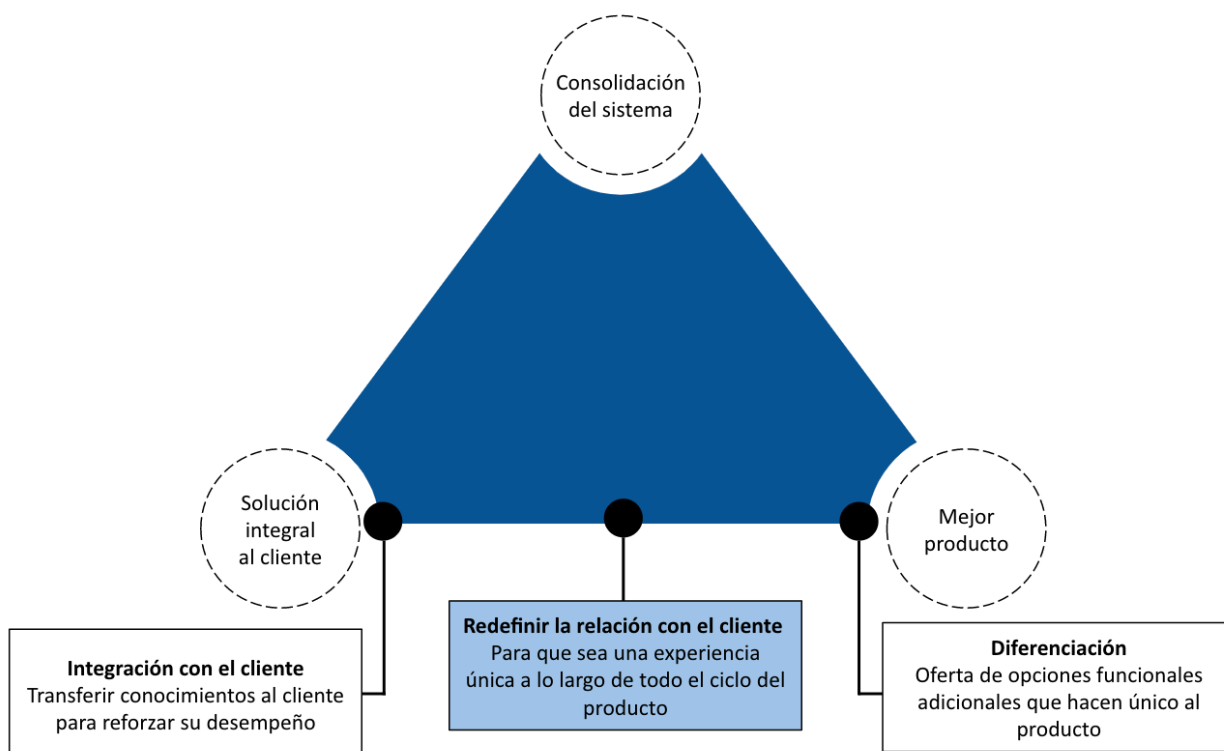 Consolidación
del sistema
Solución
integral
al cliente
Mejor
producto
Integración con el cliente
Transferir conocimientos al cliente
para reforzar su desempeño
Redefinir la relación con el cliente
Para que sea una experiencia
única a lo largo de todo el ciclo del
producto
Diferenciación
Oferta de opciones funcionales
adicionales que hacen único al
producto